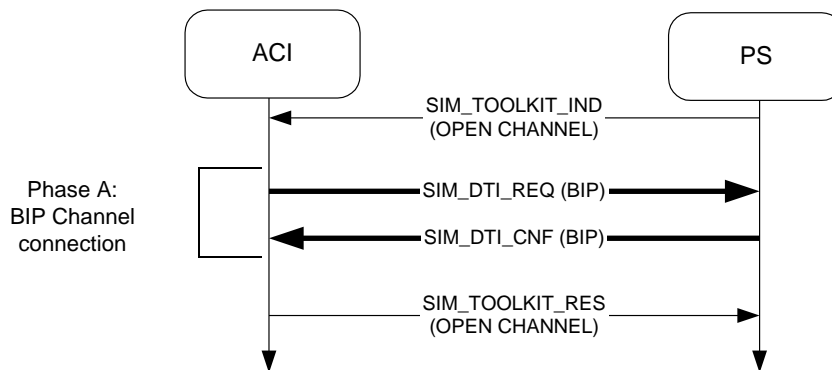 ACI
PS
SIM_TOOLKIT_IND
(OPEN CHANNEL)
Phase A:
BIP Channel
connection
SIM_DTI_REQ (BIP)
SIM_DTI_CNF (BIP)
SIM_TOOLKIT_RES
(OPEN CHANNEL)